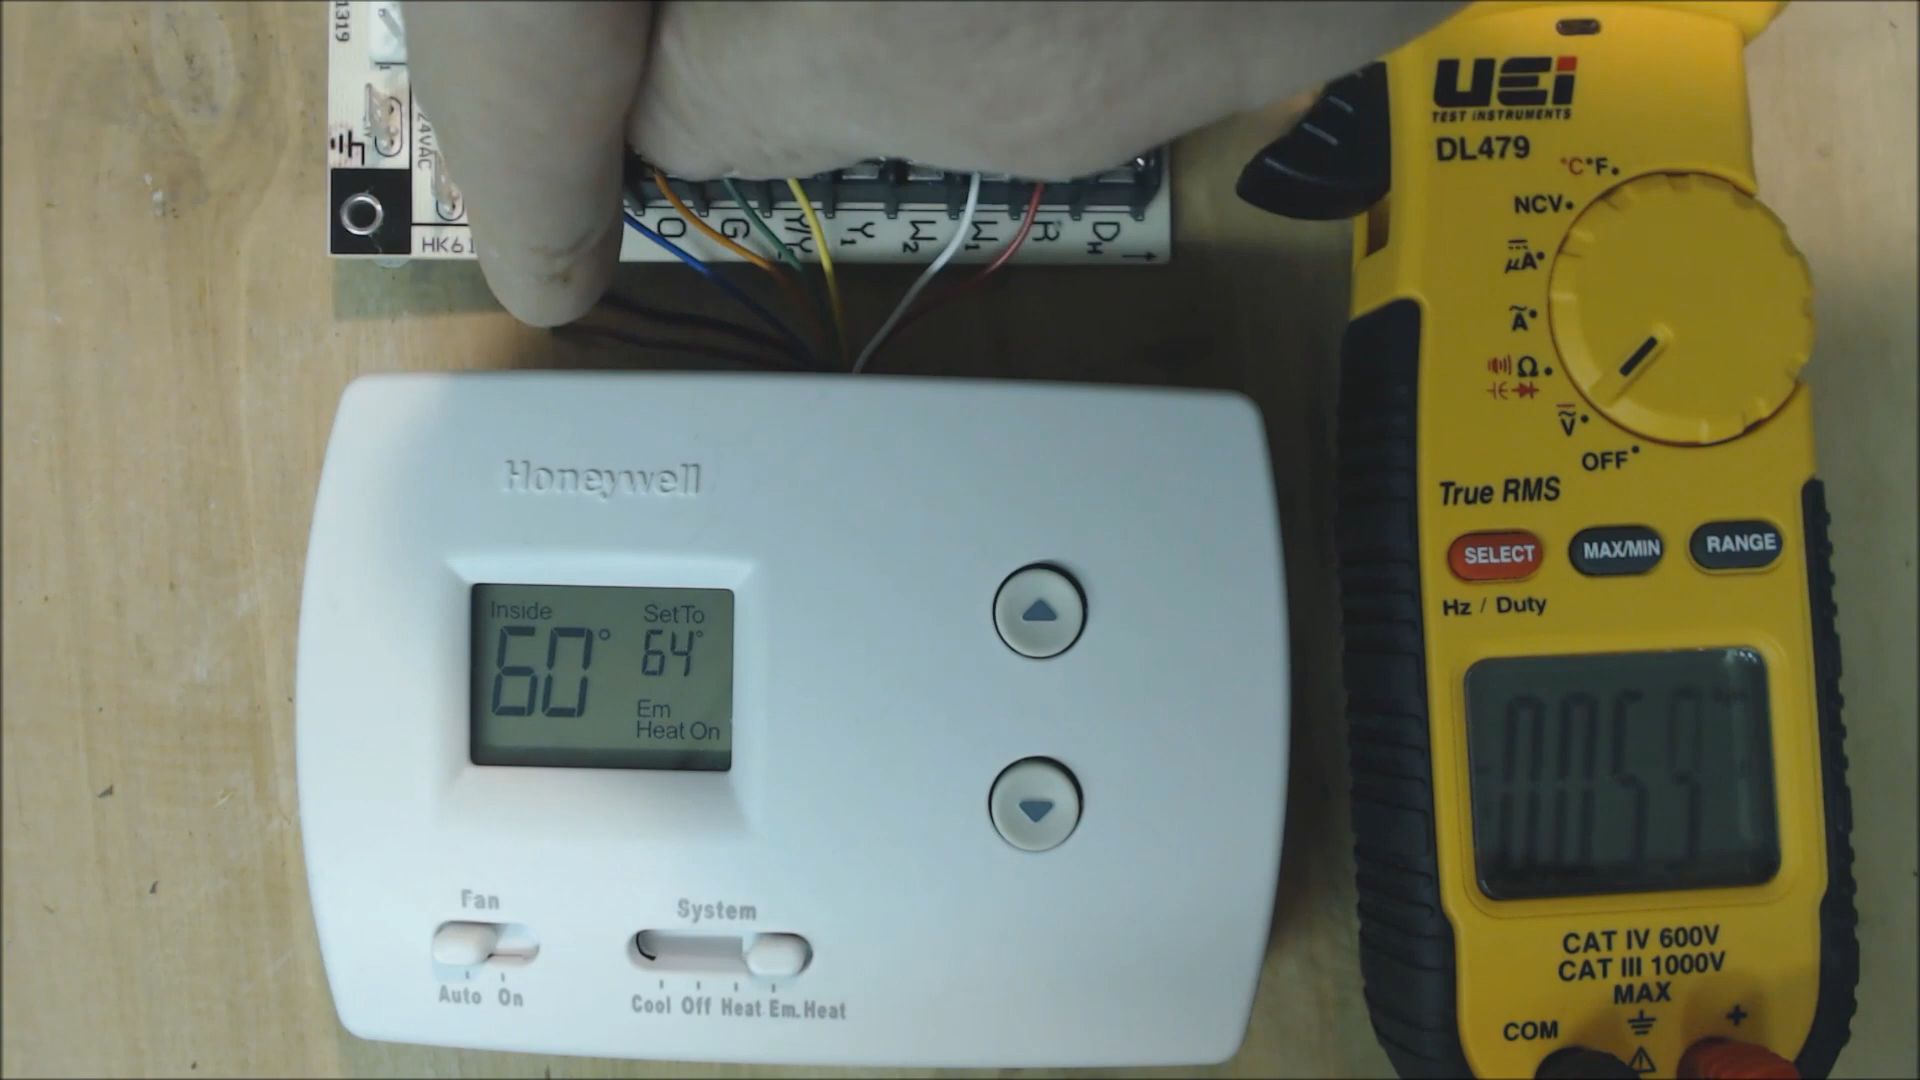 1319
24VAC
HK61
O
G
Y1
W2
W1
R
DH
UEi
TEST INSTRUMENTS
DL479
°C°F
NCV
µA
A
Ω
V
OFF
True RMS
SELECT
MAX/MIN
RANGE
Hz / Duty
CAT IV 600V
CAT III 1000V
MAX
COM
+
Honeywell
Inside
60°
Set To
64°
Em
Heat On
Fan
Auto On
System
Cool Off Heat Em.Heat